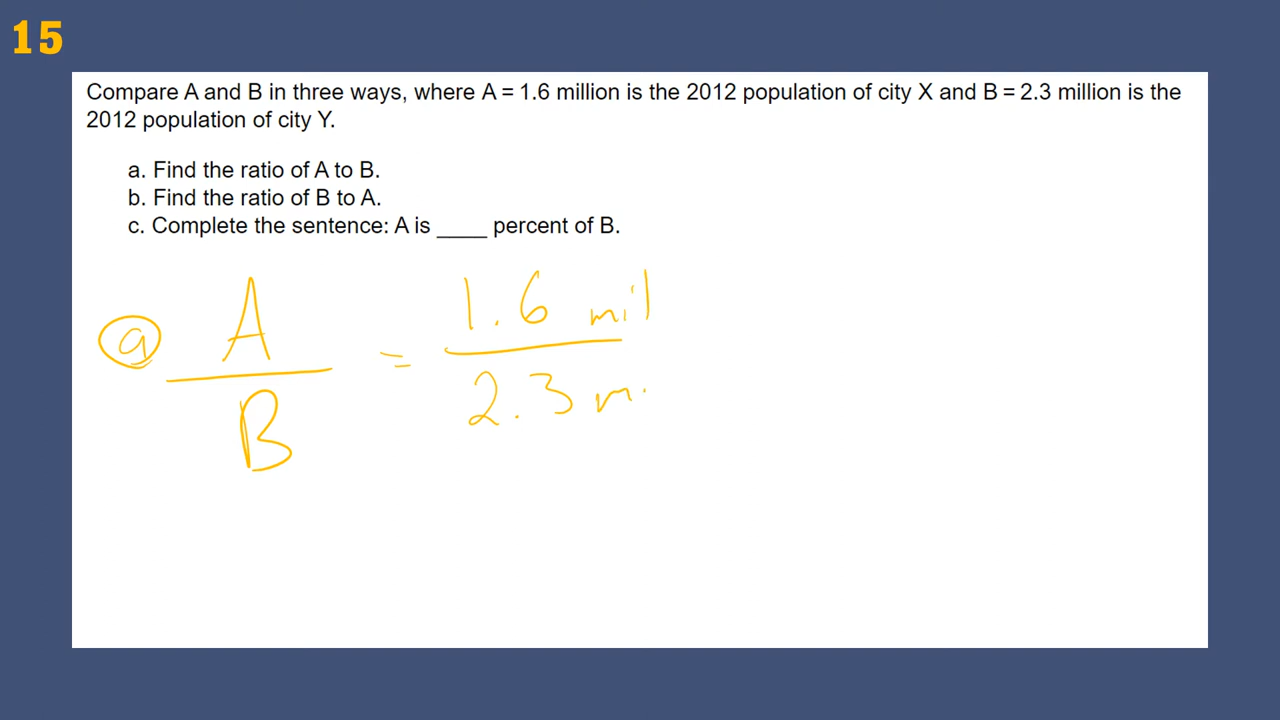 15
Compare A and B in three ways, where A = 1.6 million is the 2012 population of city X and B = 2.3 million is the
2012 population of city Y.
a. Find the ratio of A to B.
b. Find the ratio of B to A.
c. Complete the sentence: A is ____ percent of B.
a A/B = 1.6 mil/2.3 m.